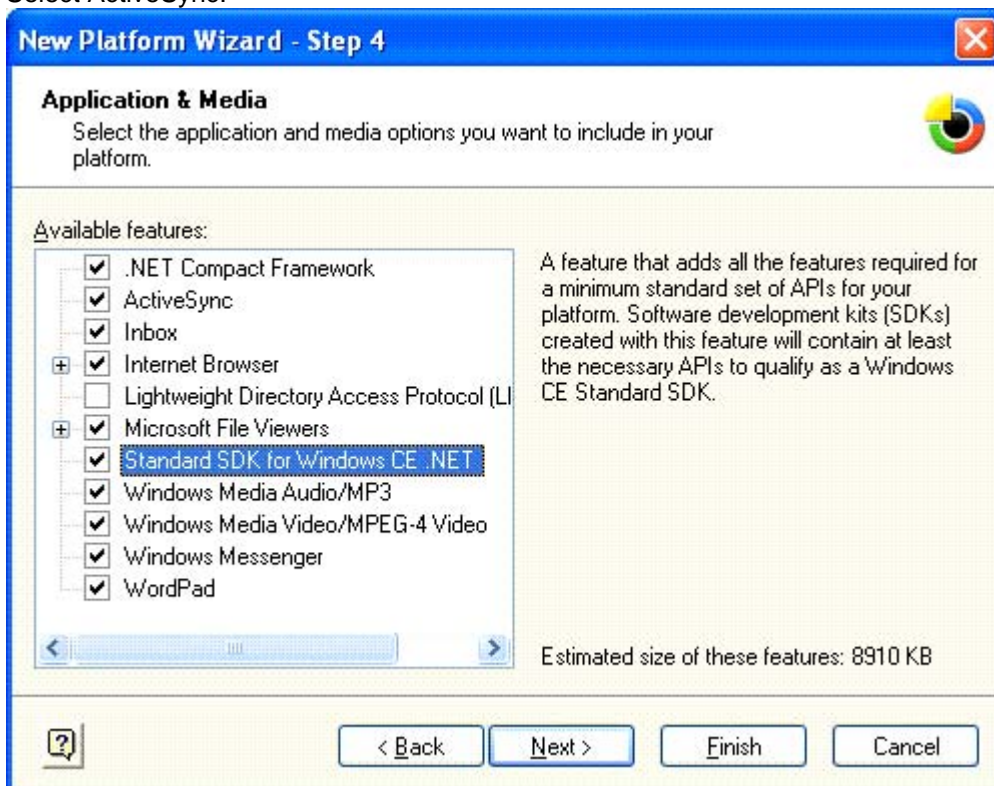 Select ActiveSync.
New Platform Wizard - Step 4
Application & Media
Select the application and media options you want to include in your
platform.
Available features:
.NET Compact Framework
ActiveSync
Inbox
Internet Browser
Lightweight Directory Access Protocol (LI
Microsoft File Viewers
Standard SDK for Windows CE .NET
Windows Media Audio/MP3
Windows Media Video/MPEG-4 Video
Windows Messenger
WordPad
A feature that adds all the features required for
a minimum standard set of APIs for your
platform. Software development kits (SDKs)
created with this feature will contain at least
the necessary APIs to qualify as a Windows
CE Standard SDK.
Estimated size of these features: 8910 KB
< Back
Next >
Finish
Cancel